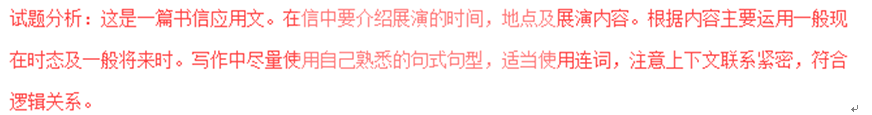 试题分析：这是一篇书信应用文。在信中要介绍展演的时间，地点及展演内容。根据内容主要运用一般现
在时态及一般将来时。写作中尽量使用自己熟悉的句式句型，适当使用连词，注意上下文联系紧密，符合
逻辑关系。